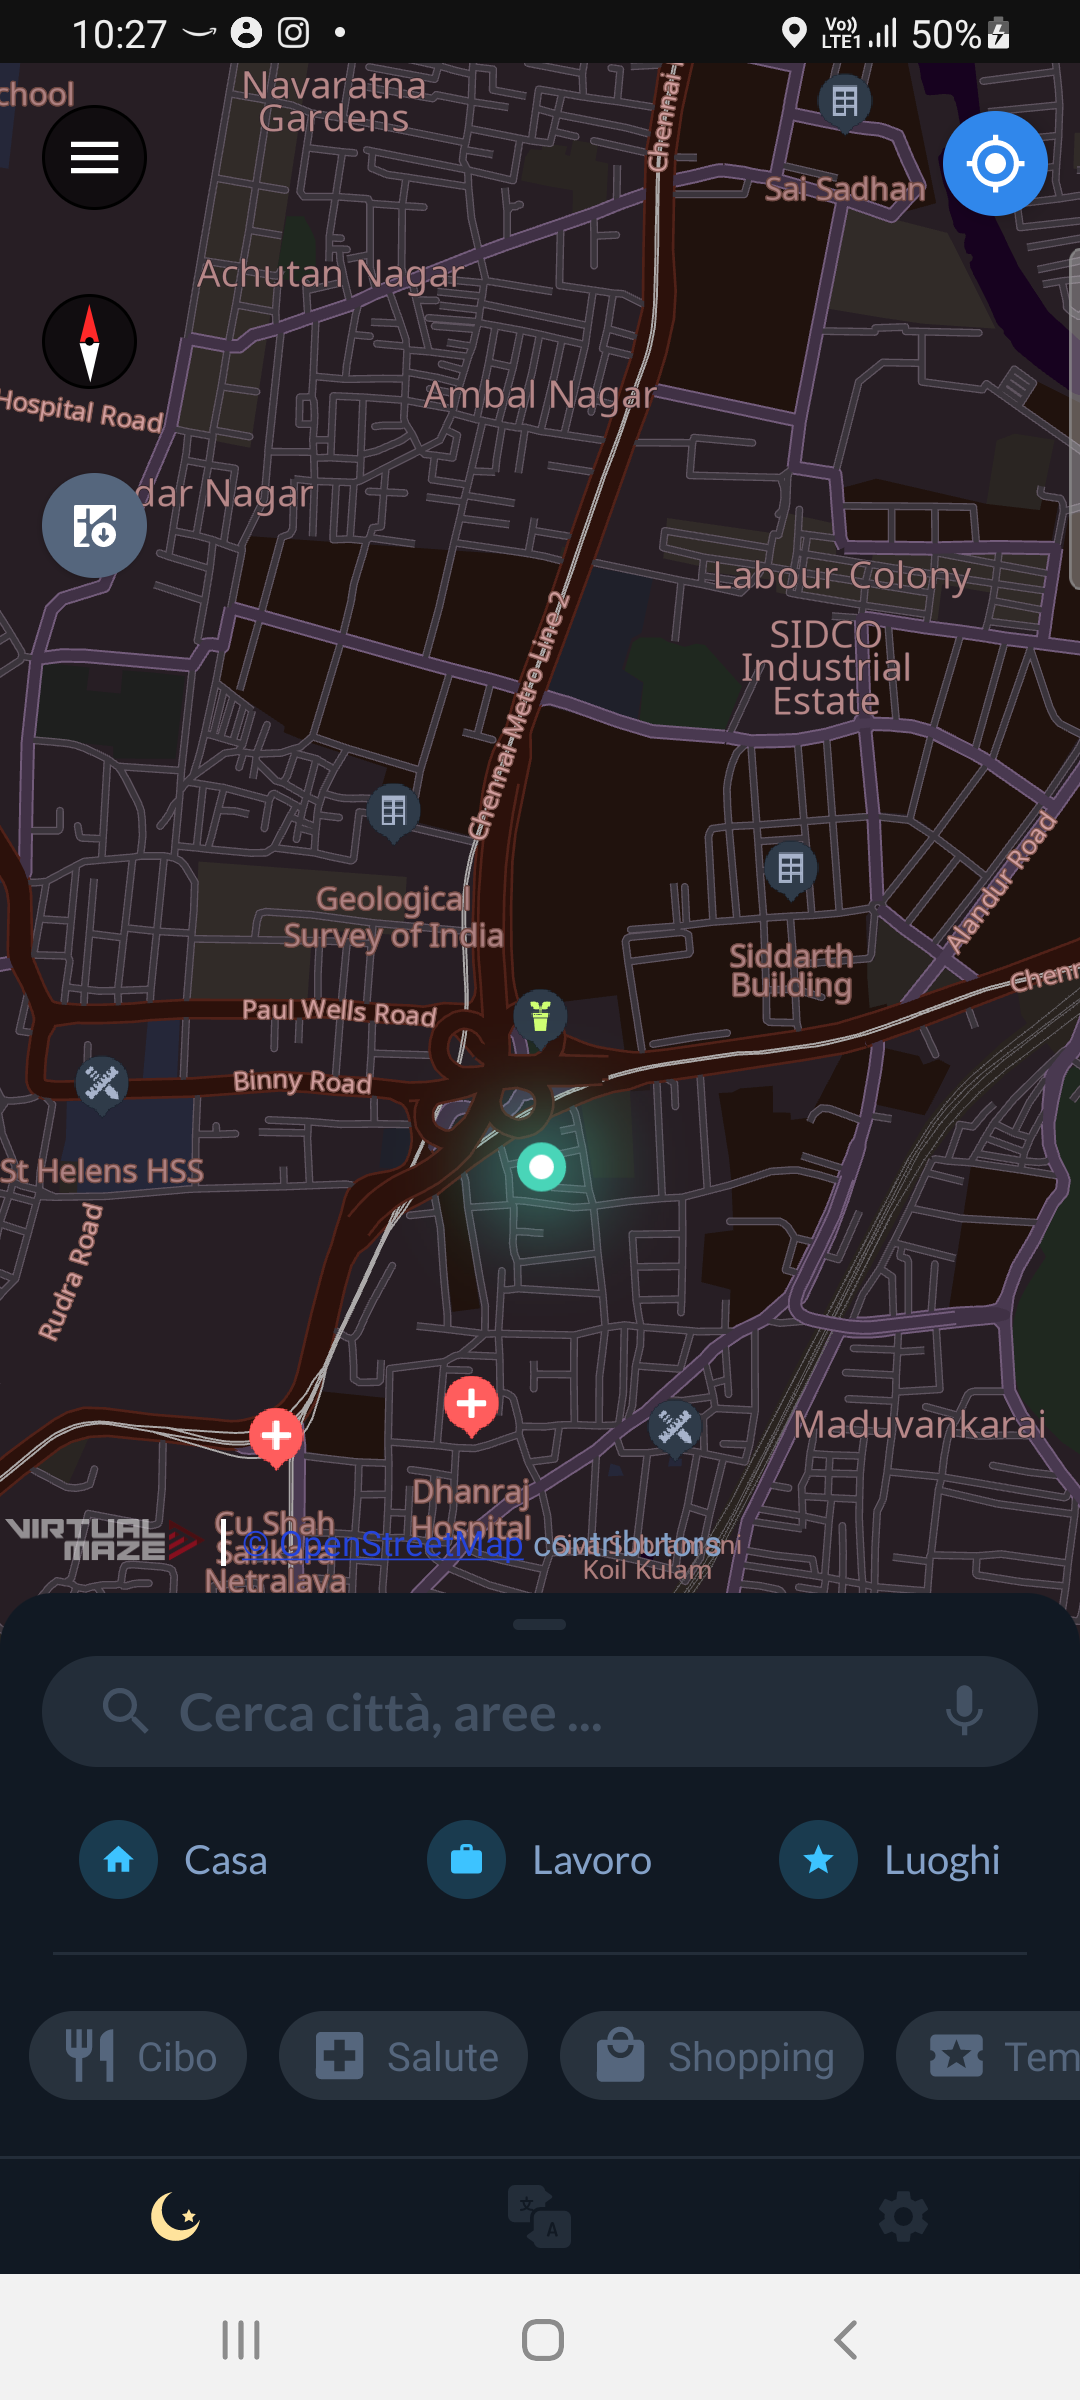 10:27
Vo))
LTE1
50%
chool
Navaratna
Gardens
Chennai
Sai Sadhan
Achutan Nagar
Ambal Nagar
Hospital Road
dar Nagar
Labour Colony
SIDCO
Industrial
Estate
Chennai Metro Line 2
Alandur Road
Geological
Survey of India
Siddarth
Building
Chenn
Paul Wells Road
Binny Road
St Helens HSS
Rudra Road
Maduvankarai
Dhanraj
Hospital
VIRTUAL
MAZE
© OpenStreetMap contributors
Koil Kulam
Netralaya
Cerca città, aree ...
Casa
Lavoro
Luoghi
Cibo
Salute
Shopping
Tem
文
A